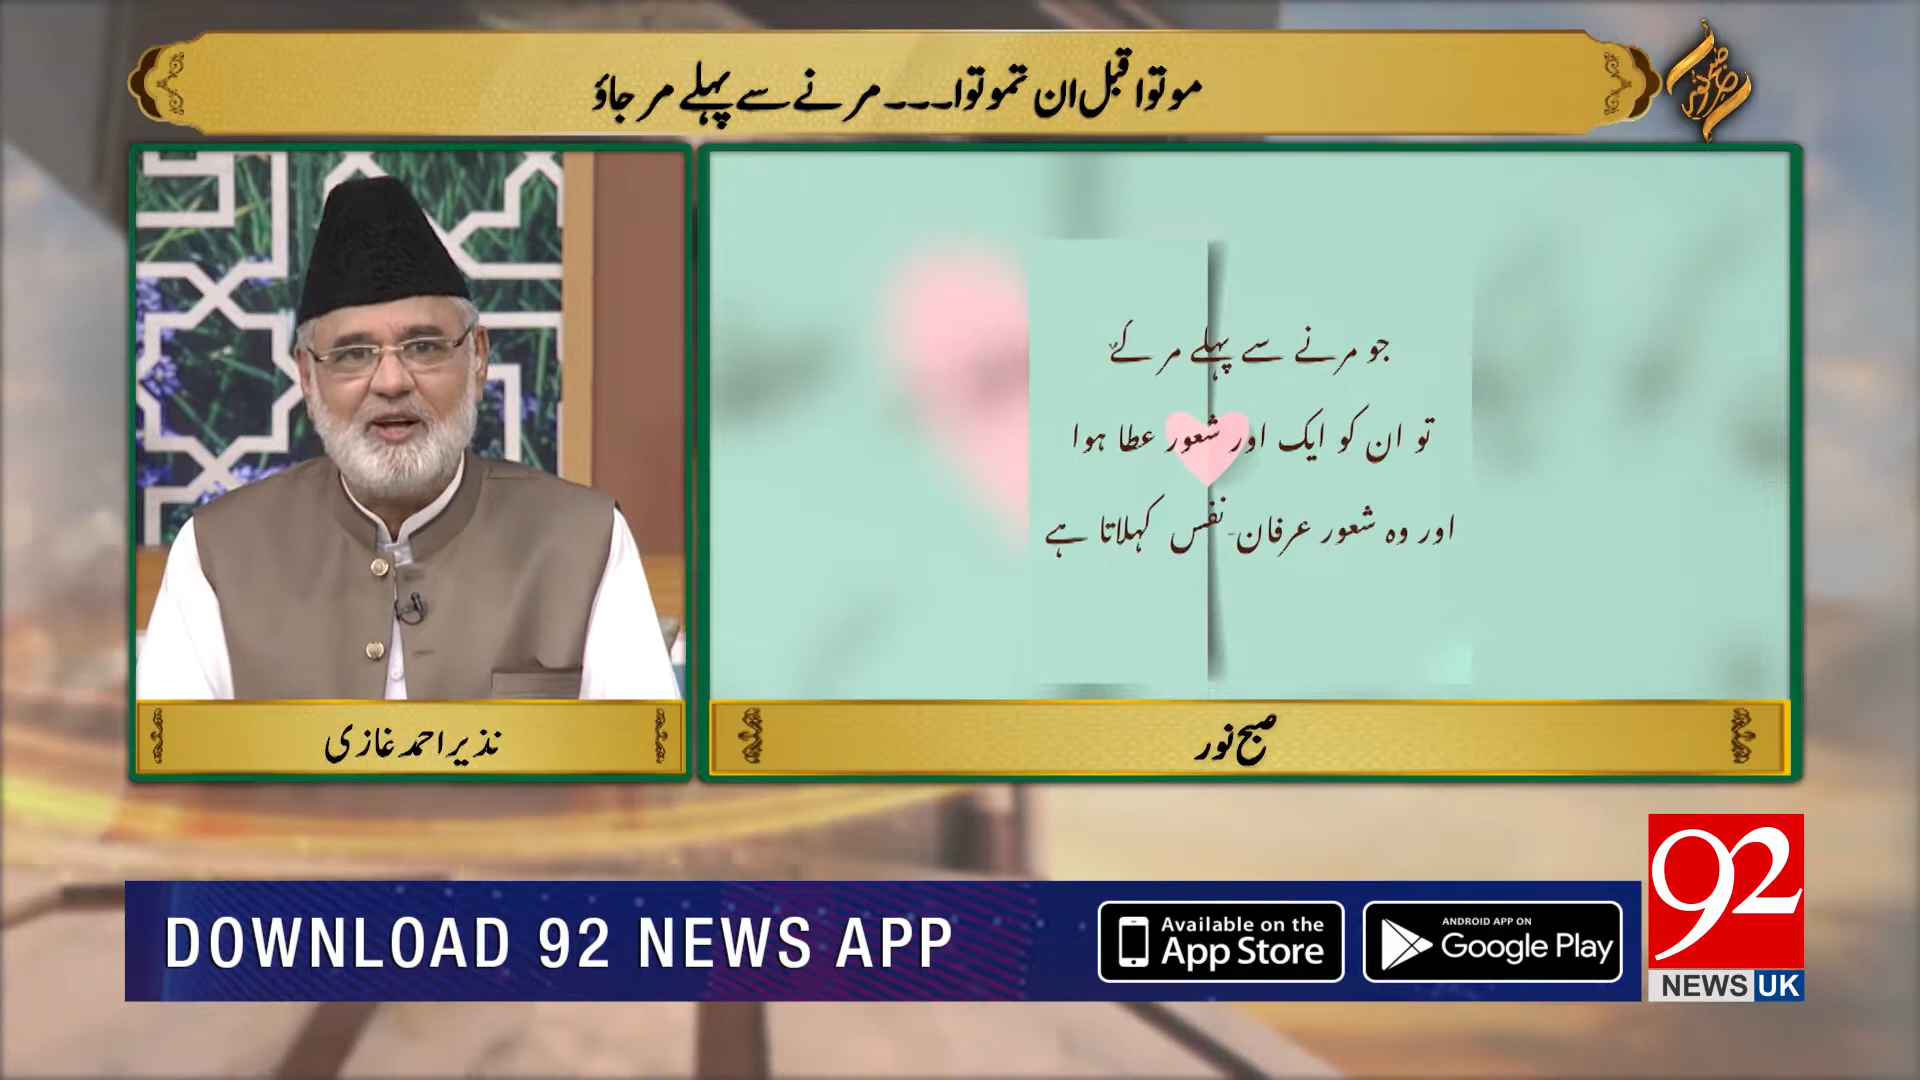 موتوا قبل ان تموتوا۔۔۔ مرنے سے پہلے مر جاؤ
صبح نور
جو مرنے سے پہلے مر گئے
تو ان کو ایک اور شعور عطا ہوا
اور وہ شعور عرفان-نفس کہلاتا ہے
نذیر احمد غازی
صبح نور
DOWNLOAD 92 NEWS APP
Available on the
App Store
ANDROID APP ON
Google Play
92
NEWS UK